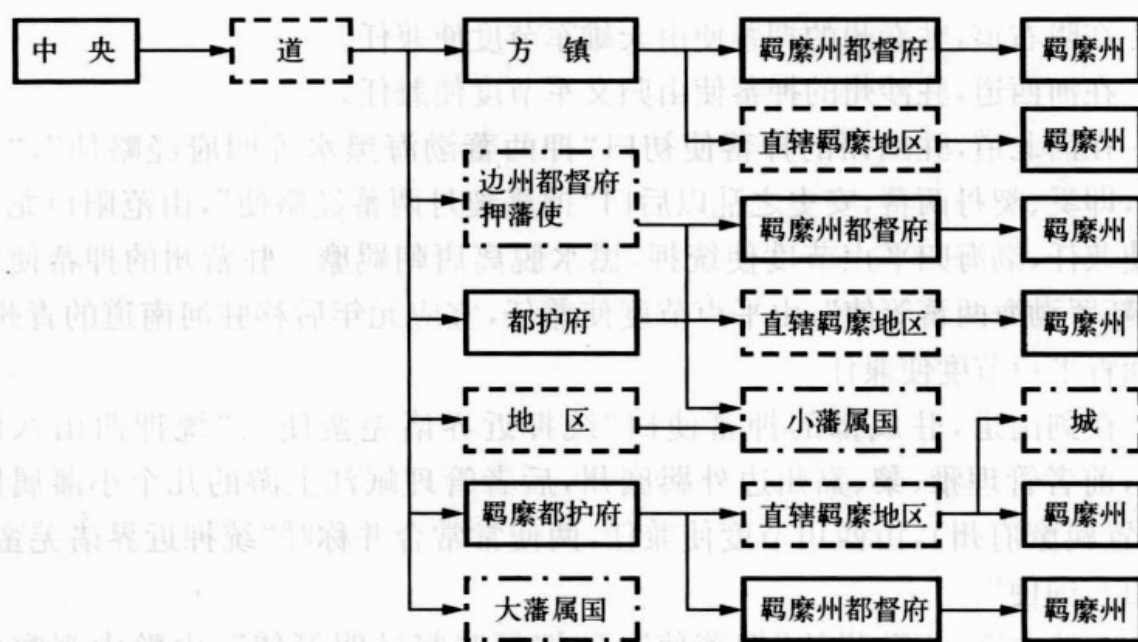 中央
道
方镇
羁縻州都督府
羁縻州
直辖羁縻地区
羁縻州
边州都督府
押藩使
羁縻州都督府
羁縻州
都护府
直辖羁縻地区
羁縻州
地区
小藩属国
城
羁縻都护府
直辖羁縻地区
羁縻州
大藩属国
羁縻州都督府
羁縻州